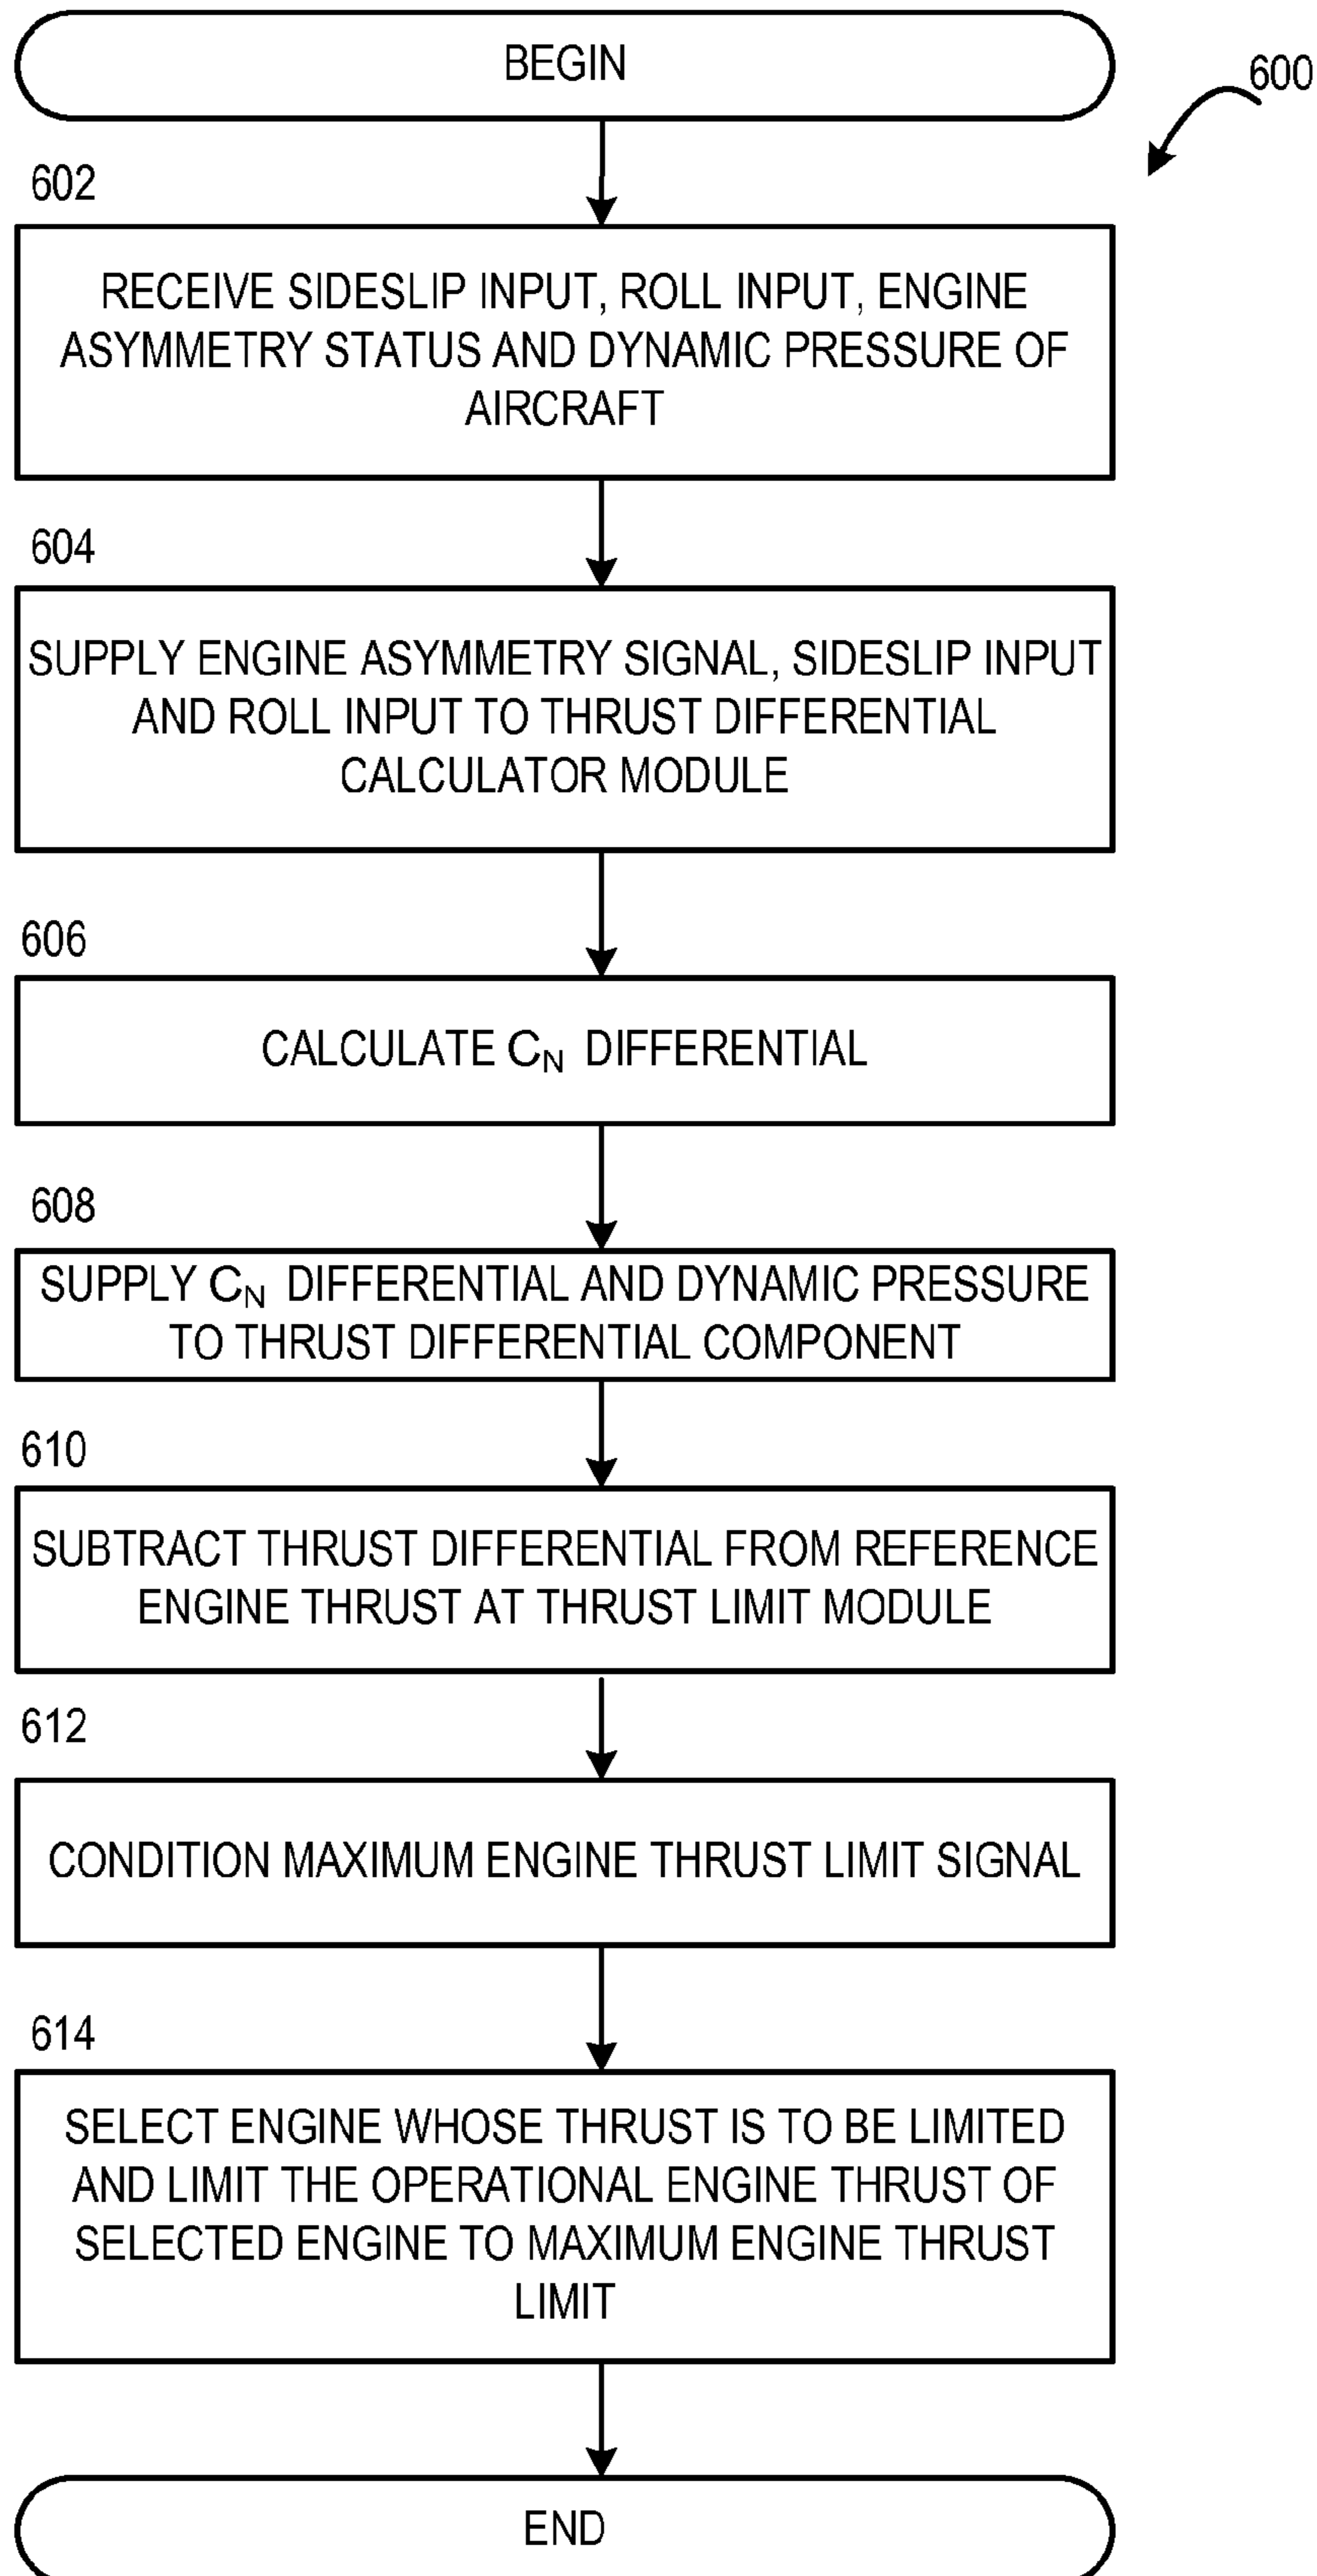 BEGIN
600
602
RECEIVE SIDESLIP INPUT, ROLL INPUT, ENGINE
ASYMMETRY STATUS AND DYNAMIC PRESSURE OF
AIRCRAFT
604
SUPPLY ENGINE ASYMMETRY SIGNAL, SIDESLIP INPUT
AND ROLL INPUT TO THRUST DIFFERENTIAL
CALCULATOR MODULE
606
CALCULATE CN DIFFERENTIAL
608
SUPPLY CN DIFFERENTIAL AND DYNAMIC PRESSURE
TO THRUST DIFFERENTIAL COMPONENT
610
SUBTRACT THRUST DIFFERENTIAL FROM REFERENCE
ENGINE THRUST AT THRUST LIMIT MODULE
612
CONDITION MAXIMUM ENGINE THRUST LIMIT SIGNAL
614
SELECT ENGINE WHOSE THRUST IS TO BE LIMITED
AND LIMIT THE OPERATIONAL ENGINE THRUST OF
SELECTED ENGINE TO MAXIMUM ENGINE THRUST
LIMIT
END